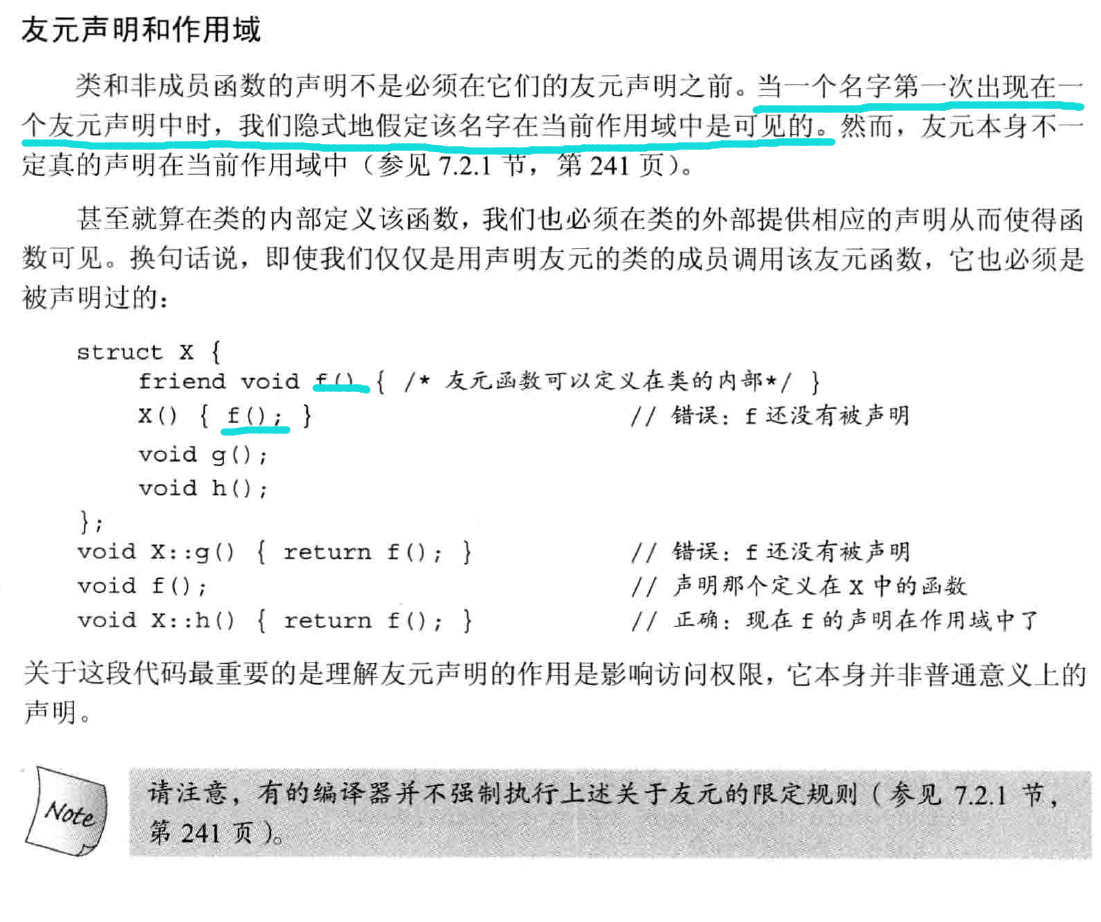 友元声明和作用域
类和非成员函数的声明不是必须在它们的友元声明之前。当一个名字第一次出现在一
个友元声明中时，我们隐式地假定该名字在当前作用域中是可见的。然而，友元本身不一
定真的声明在当前作用域中（参见 7.2.1 节，第 241 页）。
甚至就算在类的内部定义该函数，我们也必须在类的外部提供相应的声明从而使得函
数可见。换句话说，即使我们仅仅是用声明友元的类的成员调用该友元函数，它也必须是
被声明过的：
struct X {
friend void f() { /* 友元函数可以定义在类的内部*/ }
X() { f(); } // 错误：f 还没有被声明
void g();
void h();
};
void X::g() { return f(); } // 错误：f 还没有被声明
void f(); // 声明那个定义在 X 中的函数
void X::h() { return f(); } // 正确：现在 f 的声明在作用域中了
关于这段代码最重要的是理解友元声明的作用是影响访问权限，它本身并非普通意义上的
声明。
Note
请注意，有的编译器并不强制执行上述关于友元的限定规则（参见 7.2.1 节，
第 241 页）。